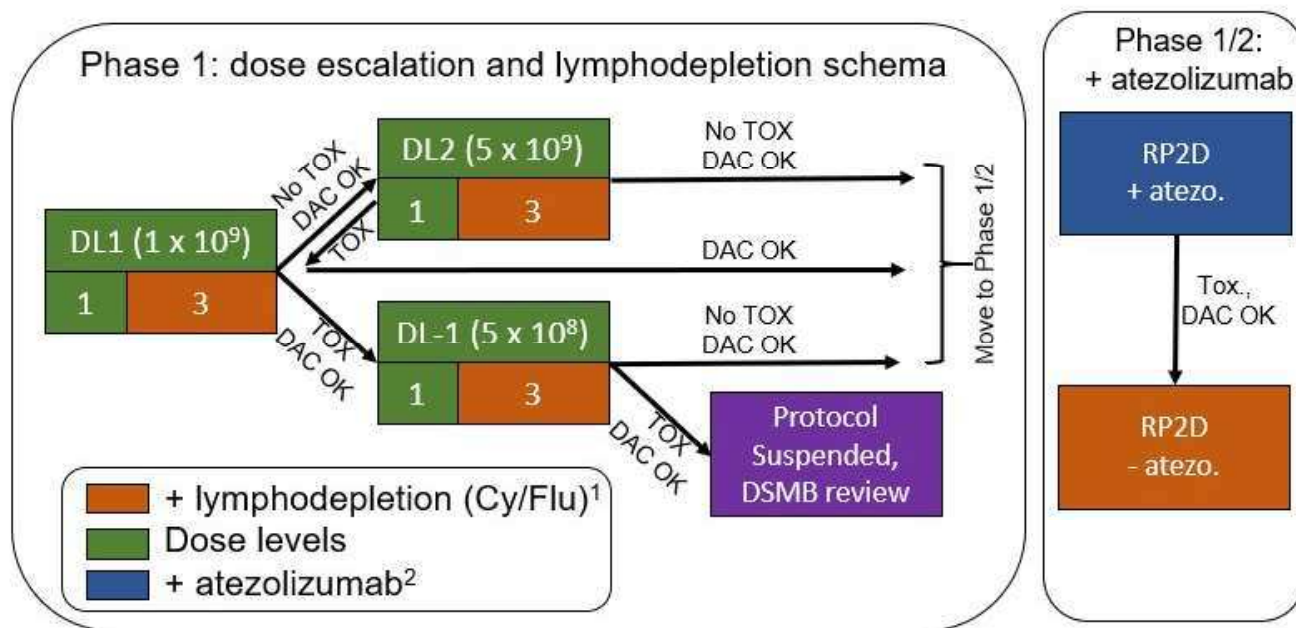 Phase 1: dose escalation and lymphodepletion schema
DL1 (1 x 10⁹)
1
3
No TOX
DAC OK
TOX
TOX
DAC OK
DL2 (5 x 10⁹)
1
3
No TOX
DAC OK
DAC OK
DL-1 (5 x 10⁸)
1
3
No TOX
DAC OK
TOX
DAC OK
Protocol
Suspended,
DSMB review
Move to Phase 1/2
+ lymphodepletion (Cy/Flu)¹
Dose levels
+ atezolizumab²
Phase 1/2:
+ atezolizumab
RP2D
+ atezo.
Tox.,
DAC OK
RP2D
- atezo.